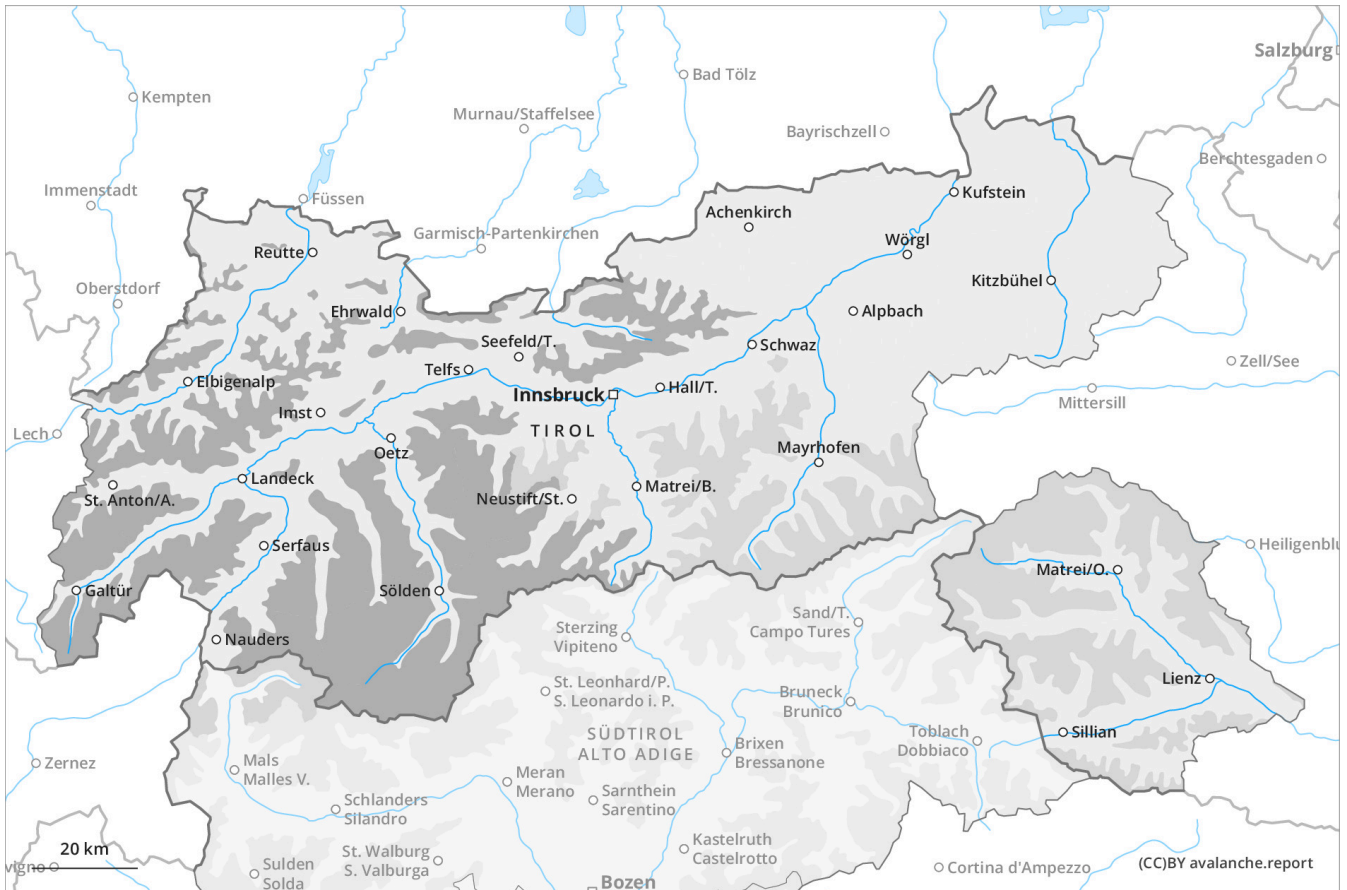 Salzburg
Bad Tölz
Kempten
Murnau/Staffelsee
Bayrischzell
Berchtesgaden
Immenstadt
Füssen
Kufstein
Achenkirch
Garmisch-Partenkirchen
Wörgl
Reutte
Kitzbühel
Oberstdorf
Ehrwald
Alpbach
Seefeld/T.
Schwaz
Zell/See
Telfs
Elbigenalp
Hall/T.
Innsbruck
Mittersill
Imst
TIROL
Lech
Oetz
Mayrhofen
Landeck
Matrei/B.
St. Anton/A.
Neustift/St.
Serfaus
Heiligenblu
Matrei/O.
Galtür
Sölden
Sand/T.
Campo Tures
Sterzing
Vipiteno
Nauders
Lienz
St. Leonhard/P.
S. Leonardo i. P.
Bruneck
Brunico
Sillian
SÜDTIROL
ALTO ADIGE
Toblach
Dobbiaco
Brixen
Bressanone
Zernez
Mals
Malles V.
Meran
Merano
Sarnthein
Sarentino
Schlanders
Silandro
Kastelruth
Castelrotto
20 km
St. Walburg
S. Valburga
vigno
Sulden
Solda
Cortina d'Ampezzo
(CC)BY avalanche.report
Bozen